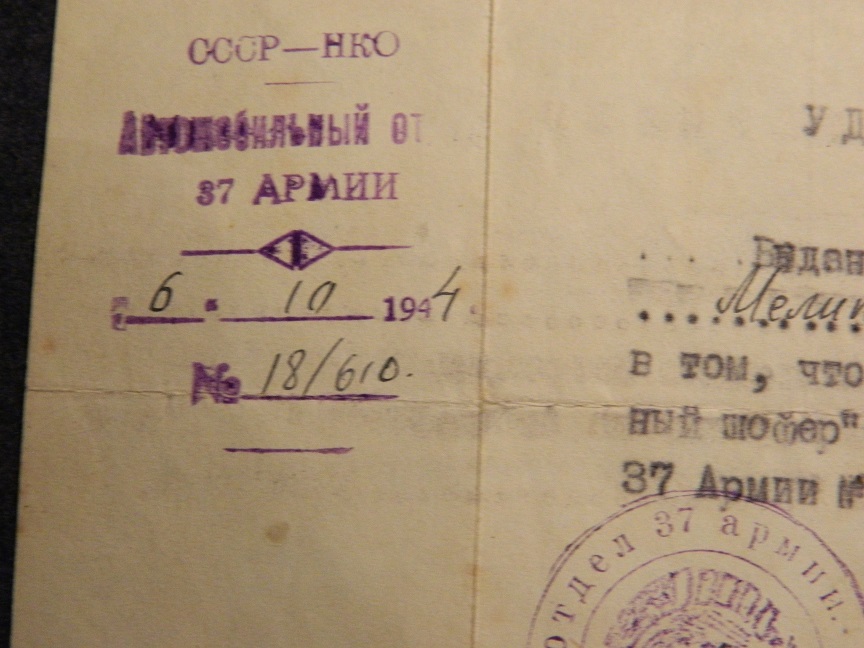 СССР—НКО
Автомобильный от
37 АРМИИ
6 " 10 1944
№ 18/610.
УД
Выдан
Мели
в том, что
ный шофер"
37 Армии №
отдел 37 армии.